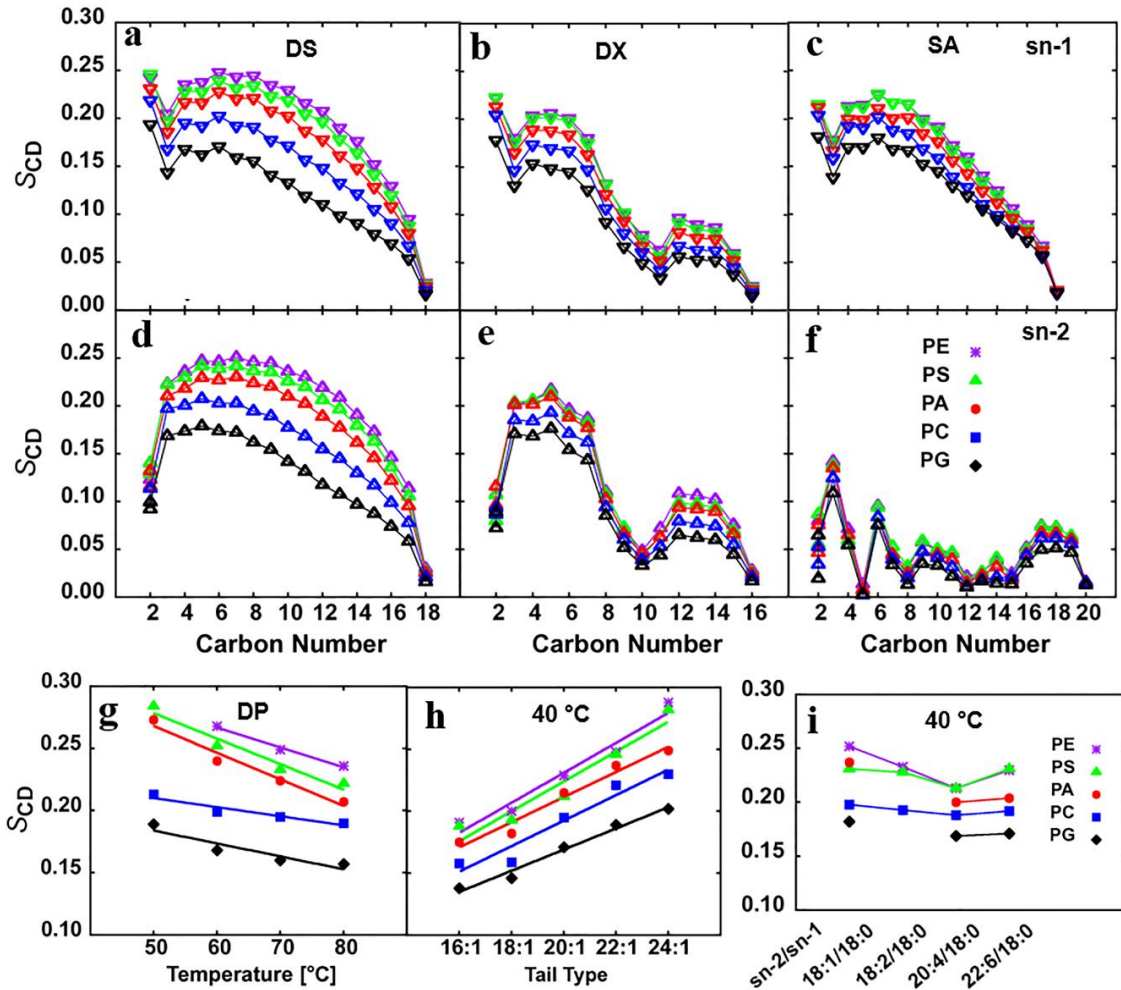 a DS
b DX
c SA sn-1
0.30
0.25
0.20
0.15
0.10
0.05
0.00
SCD
d
e
f sn-2
PE
PS
PA
PC
PG
0.25
0.20
0.15
0.10
0.05
0.00
SCD
2 4 6 8 10 12 14 16 18
2 4 6 8 10 12 14 16
2 4 6 8 10 12 14 16 18 20
Carbon Number
Carbon Number
Carbon Number
g DP
h 40 °C
i 40 °C
0.30
0.25
0.20
0.15
0.10
SCD
50 60 70 80
Temperature [°C]
16:1 18:1 20:1 22:1 24:1
Tail Type
0.30
0.25
0.20
0.15
0.10
PE
PS
PA
PC
PG
sn-2/sn-1
18:1/18:0
18:2/18:0
20:4/18:0
22:6/18:0